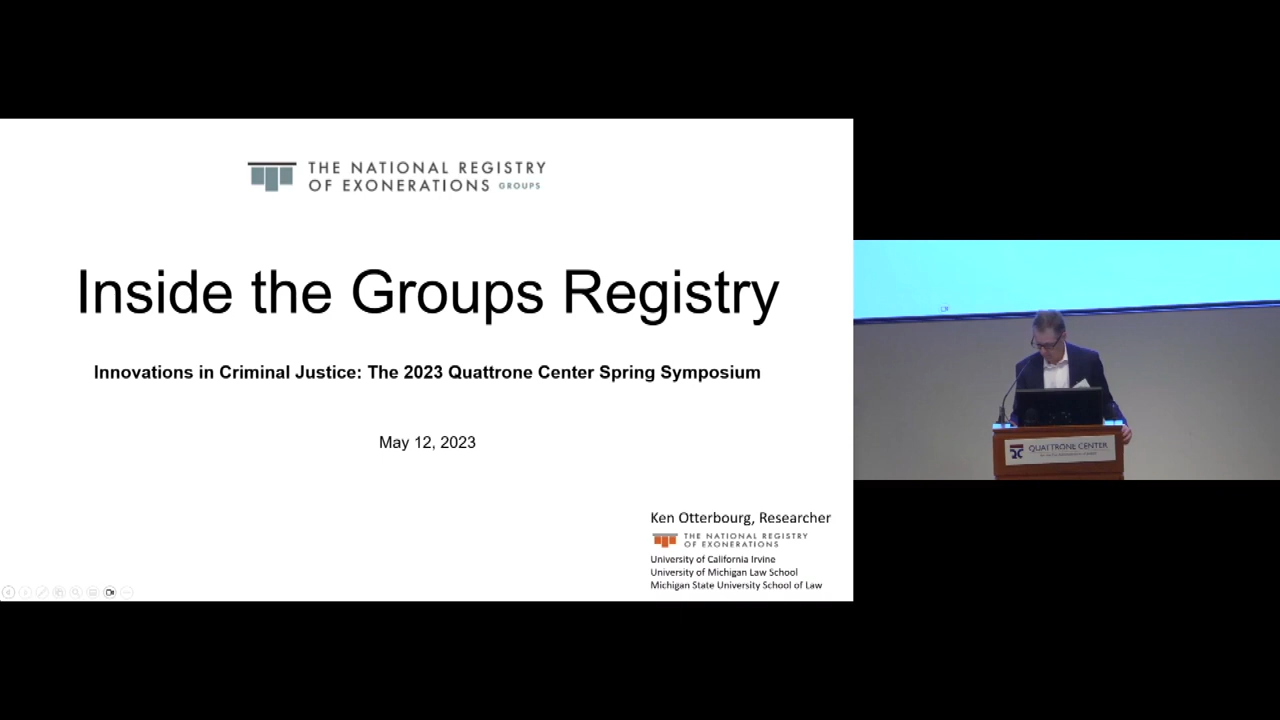 THE NATIONAL REGISTRY
OF EXONERATIONS GROUPS
Inside the Groups Registry
Innovations in Criminal Justice: The 2023 Quattrone Center Spring Symposium
May 12, 2023
Ken Otterbourg, Researcher
THE NATIONAL REGISTRY
OF EXONERATIONS
University of California Irvine
University of Michigan Law School
Michigan State University School of Law
QUATTRONE CENTER